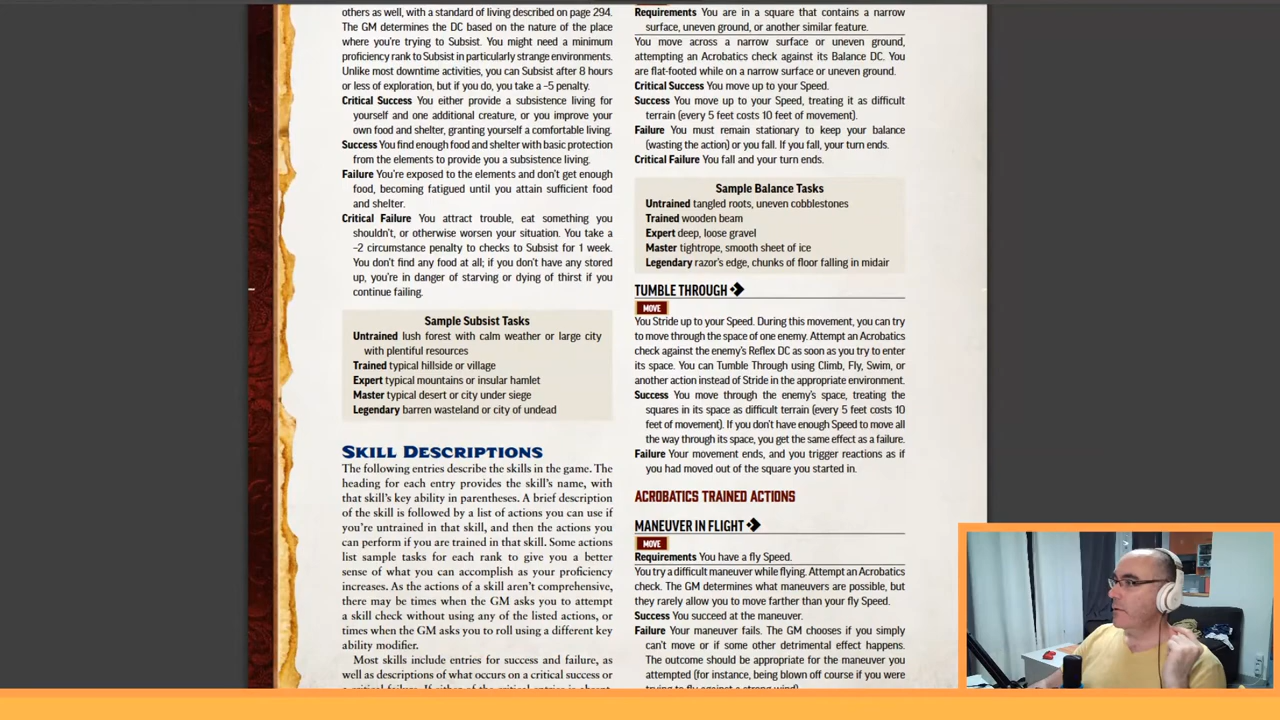 others as well, with a standard of living described on page 294.
The GM determines the DC based on the nature of the place
where you're trying to Subsist. You might need a minimum
proficiency rank to Subsist in particularly strange environments.
Unlike most downtime activities, you can Subsist after 8 hours
or less of exploration, but if you do, you take a –5 penalty.
Critical Success You either provide a subsistence living for
yourself and one additional creature, or you improve your
own food and shelter, granting yourself a comfortable living.
Success You find enough food and shelter with basic protection
from the elements to provide you a subsistence living.
Failure You're exposed to the elements and don't get enough
food, becoming fatigued until you attain sufficient food
and shelter.
Critical Failure You attract trouble, eat something you
shouldn't, or otherwise worsen your situation. You take a
–2 circumstance penalty to checks to Subsist for 1 week.
You don't find any food at all; if you don't have any stored
up, you're in danger of starving or dying of thirst if you
continue failing.
Sample Subsist Tasks
Untrained lush forest with calm weather or large city
with plentiful resources
Trained typical hillside or village
Expert typical mountains or insular hamlet
Master typical desert or city under siege
Legendary barren wasteland or city of undead
SKILL DESCRIPTIONS
The following entries describe the skills in the game. The
heading for each entry provides the skill's name, with
that skill's key ability in parentheses. A brief description
of the skill is followed by a list of actions you can use if
you're untrained in that skill, and then the actions you
can perform if you are trained in that skill. Some actions
list sample tasks for each rank to give you a better
sense of what you can accomplish as your proficiency
increases. As the actions of a skill aren't comprehensive,
there may be times when the GM asks you to attempt
a skill check without using any of the listed actions, or
times when the GM asks you to roll using a different key
ability modifier.
Most skills include entries for success and failure, as
well as descriptions of what occurs on a critical success or
Requirements You are in a square that contains a narrow
surface, uneven ground, or another similar feature.
You move across a narrow surface or uneven ground,
attempting an Acrobatics check against its Balance DC. You
are flat-footed while on a narrow surface or uneven ground.
Critical Success You move up to your Speed.
Success You move up to your Speed, treating it as difficult
terrain (every 5 feet costs 10 feet of movement).
Failure You must remain stationary to keep your balance
(wasting the action) or you fall. If you fall, your turn ends.
Critical Failure You fall and your turn ends.
Sample Balance Tasks
Untrained tangled roots, uneven cobblestones
Trained wooden beam
Expert deep, loose gravel
Master tightrope, smooth sheet of ice
Legendary razor's edge, chunks of floor falling in midair
TUMBLE THROUGH
MOVE
You Stride up to your Speed. During this movement, you can try
to move through the space of one enemy. Attempt an Acrobatics
check against the enemy's Reflex DC as soon as you try to enter
its space. You can Tumble Through using Climb, Fly, Swim, or
another action instead of Stride in the appropriate environment.
Success You move through the enemy's space, treating the
squares in its space as difficult terrain (every 5 feet costs 10
feet of movement). If you don't have enough Speed to move all
the way through its space, you get the same effect as a failure.
Failure Your movement ends, and you trigger reactions as if
you had moved out of the square you started in.
ACROBATICS TRAINED ACTIONS
MANEUVER IN FLIGHT
MOVE
Requirements You have a fly Speed.
You try a difficult maneuver while flying. Attempt an Acrobatics
check. The GM determines what maneuvers are possible, but
they rarely allow you to move farther than your fly Speed.
Success You succeed at the maneuver.
Failure Your maneuver fails. The GM chooses if you simply
can't move or if some other detrimental effect happens.
The outcome should be appropriate for the maneuver you
attempted (for instance, being blown off course if you were